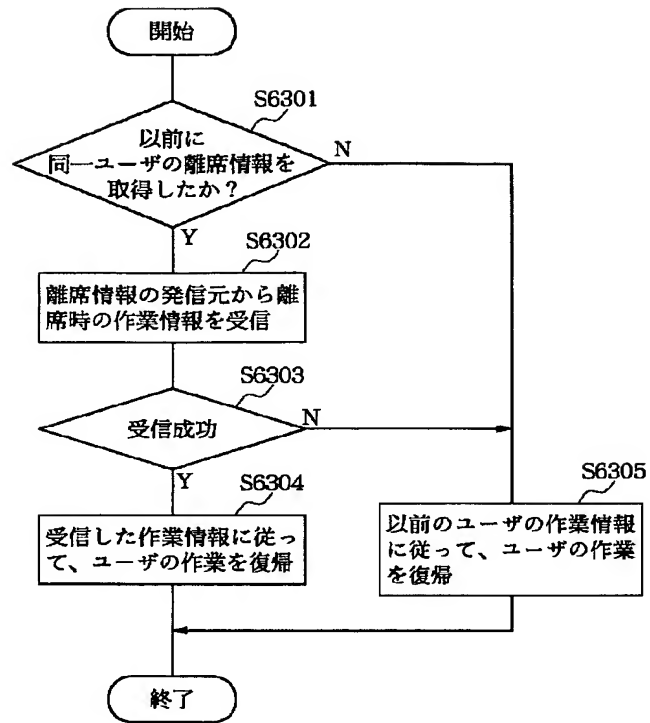 開始
S6301
以前に
同一ユーザの離席情報を
取得したか？
N
Y
S6302
離席情報の発信元から離
席時の作業情報を受信
S6303
受信成功
N
Y
S6304
受信した作業情報に従っ
て、ユーザの作業を復帰
S6305
以前のユーザの作業情報
に従って、ユーザの作業
を復帰
終了